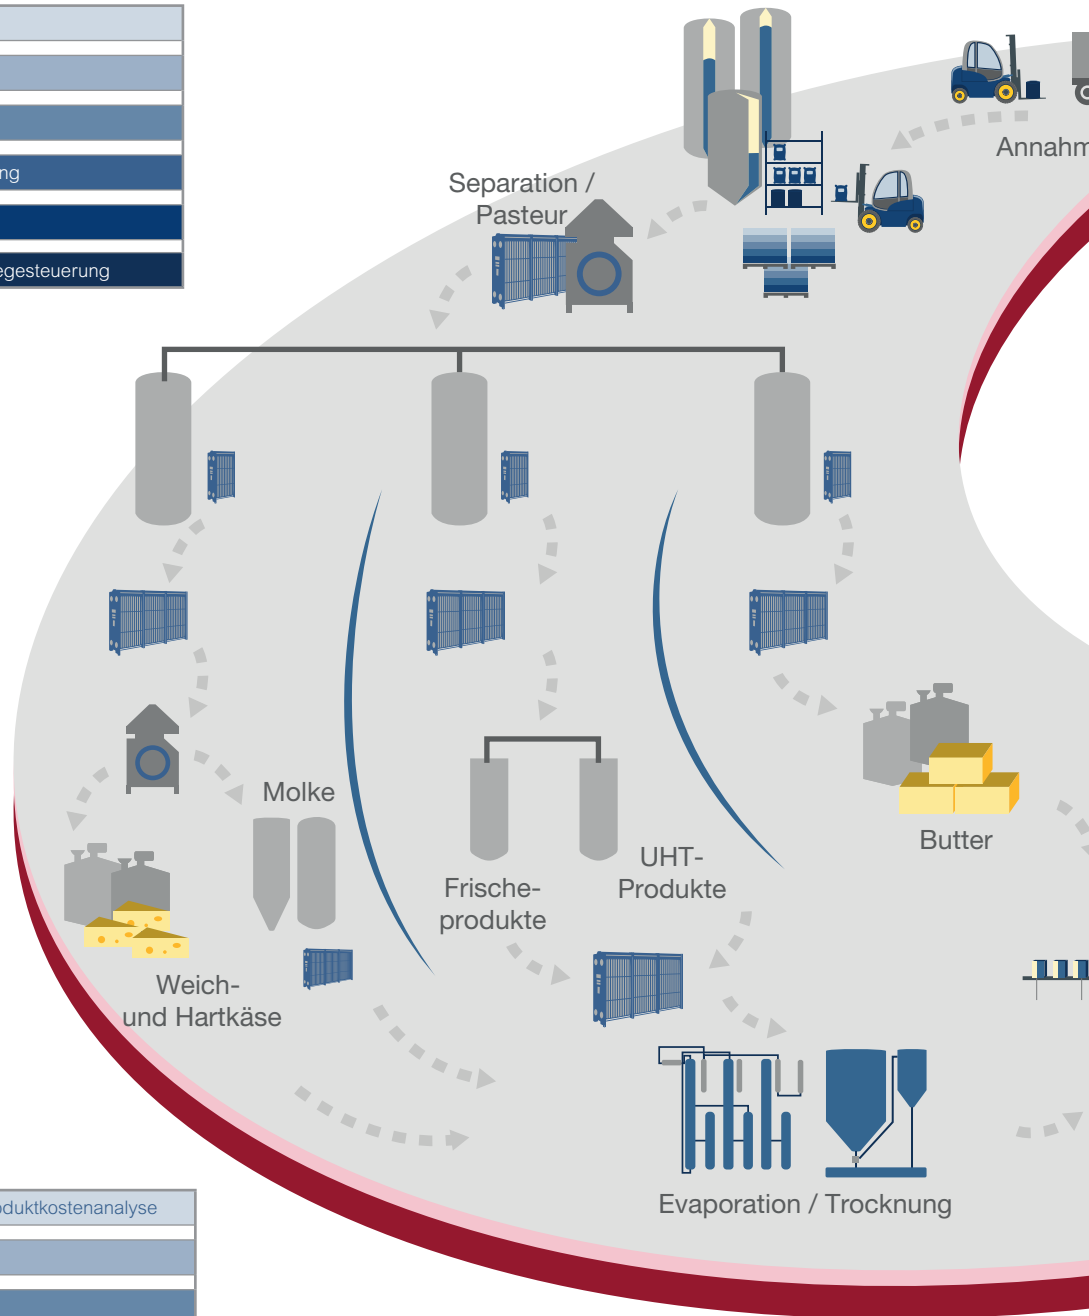 ng
egesteuerung
Annahm
Separation /
Pasteur
Molke
Butter
UHT-
Produkte
Frische-
produkte
Weich-
und Hartkäse
Evaporation / Trocknung
duktkostenanalyse